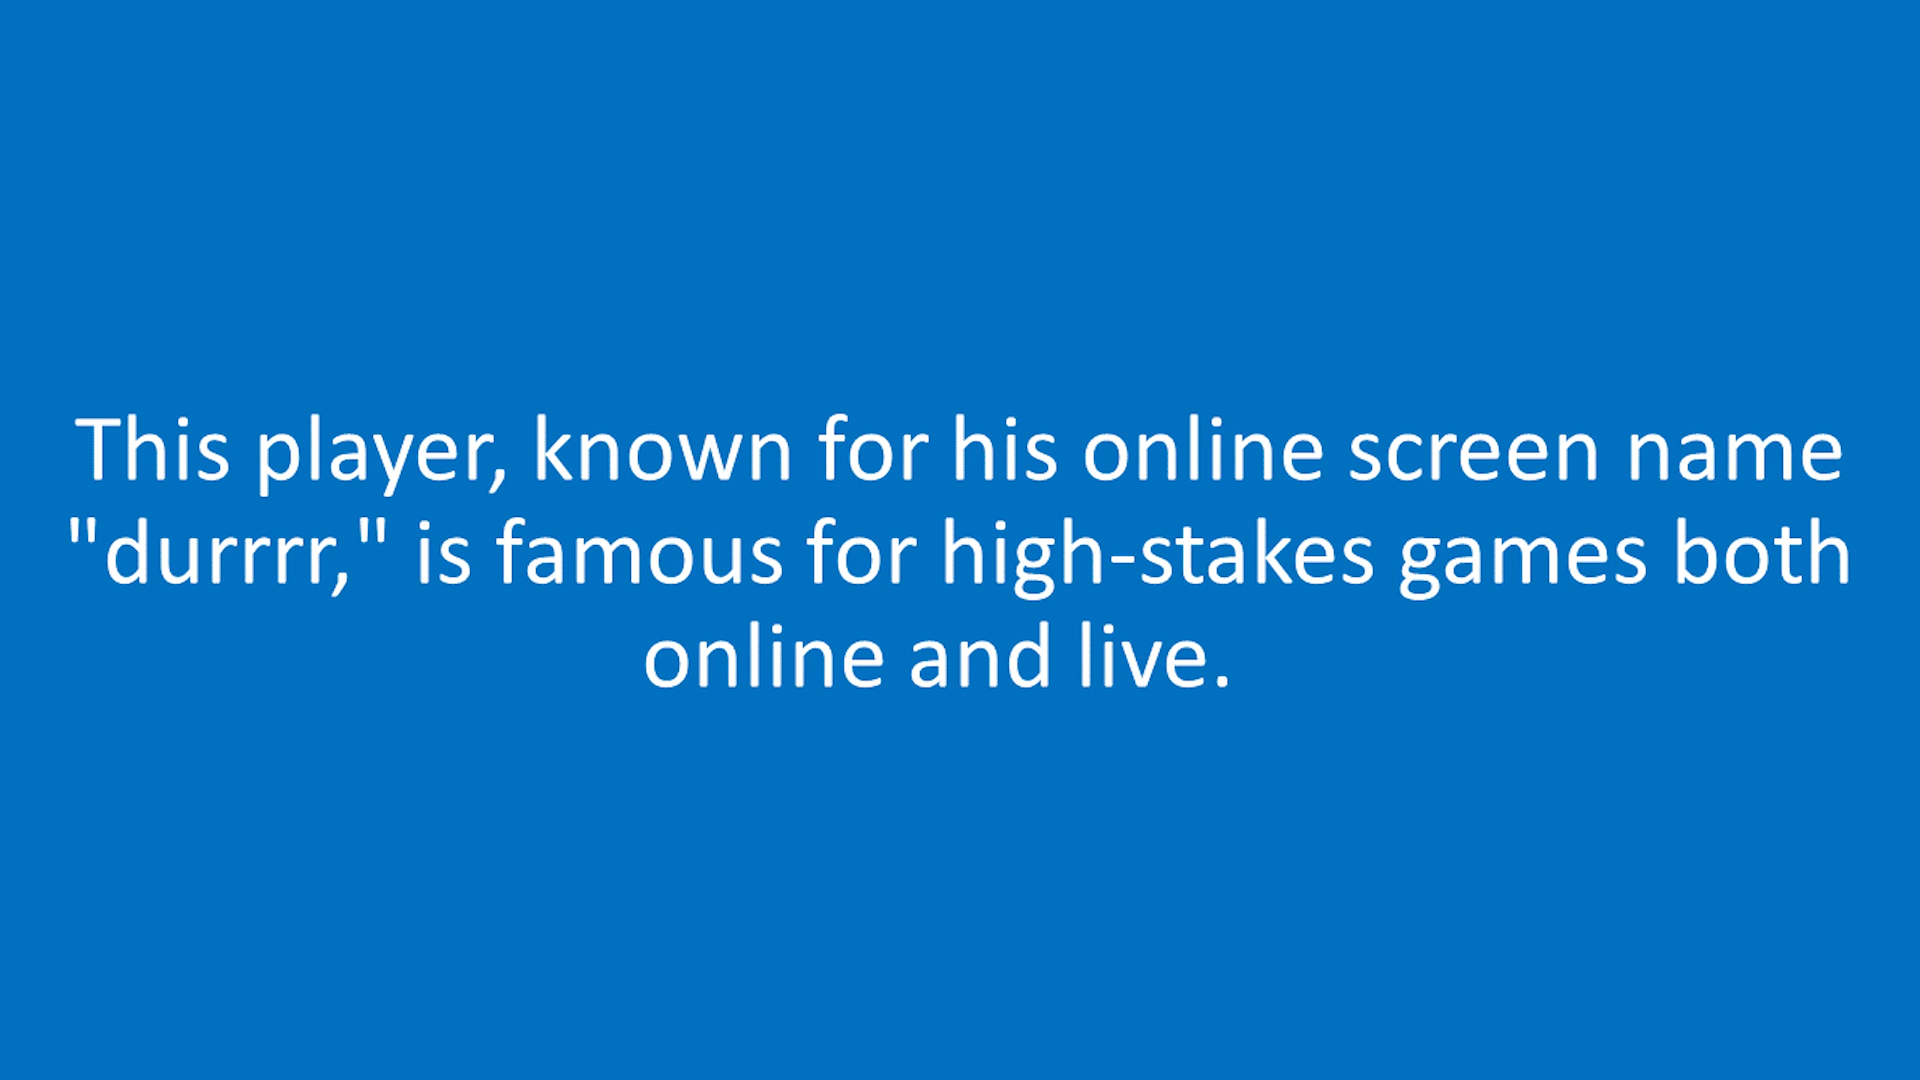 This player, known for his online screen name
"durrrr," is famous for high-stakes games both
online and live.